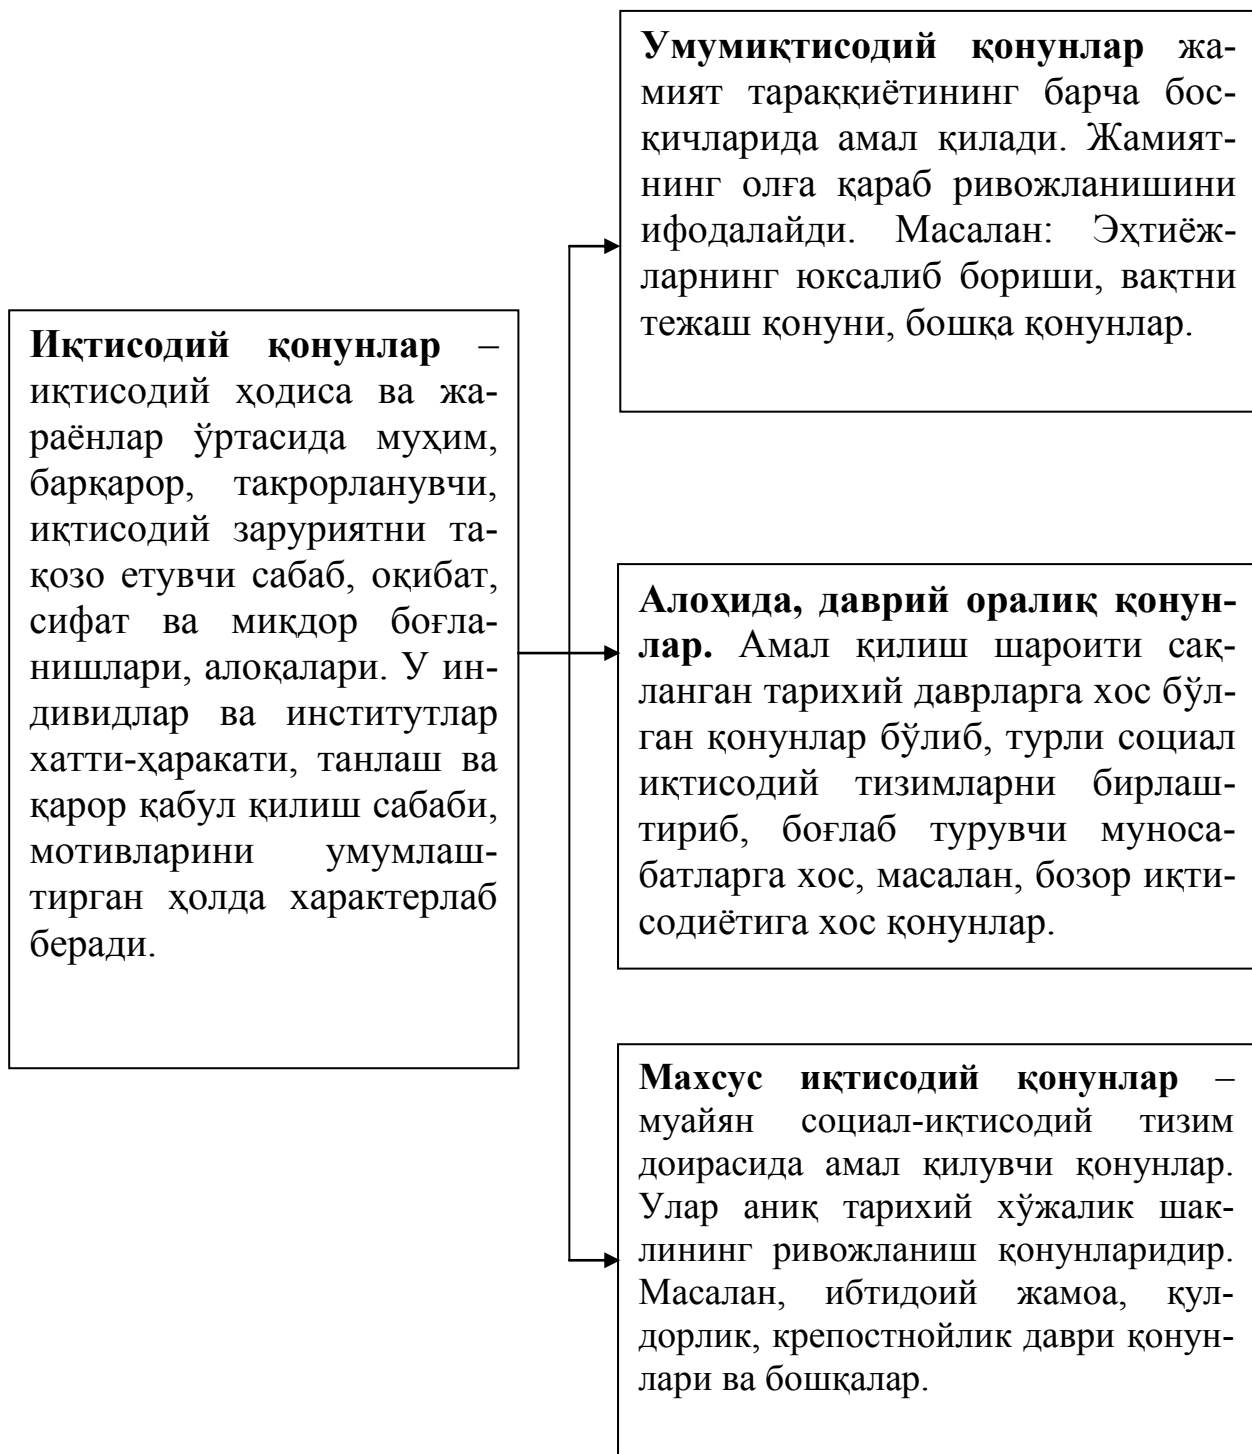 Иқтисодий қонунлар –
иқтисодий ҳодиса ва жа-
раёнлар ўртасида муҳим,
барқарор, такрорланувчи,
иқтисодий заруриятни та-
қозо етувчи сабаб, оқибат,
сифат ва миқдор боғла-
нишлари, алоқалари. У ин-
дивидлар ва институтлар
хатти-ҳаракати, танлаш ва
қарор қабул қилиш сабаби,
мотивларини умумлаш-
тирган ҳолда характерлаб
беради.
Умумиқтисодий қонунлар жа-
мият тараққиётининг барча бос-
қичларида амал қилади. Жамият-
нинг олға қараб ривожланишини
ифодалайди. Масалан: Эҳтиёж-
ларнинг юксалиб бориши, вақтни
тежаш қонуни, бошқа қонунлар.
Алоҳида, даврий оралиқ қонун-
лар. Амал қилиш шароити сақ-
ланган тарихий даврларга хос бўл-
ган қонунлар бўлиб, турли социал
иқтисодий тизимларни бирлаш-
тириб, боғлаб турувчи муноса-
батларга хос, масалан, бозор иқти-
содиётига хос қонунлар.
Махсус иқтисодий қонунлар –
муайян социал-иқтисодий тизим
доирасида амал қилувчи қонунлар.
Улар аниқ тарихий хўжалик шак-
лининг ривожланиш қонунларидир.
Масалан, ибтидоий жамоа, қул-
дорлик, крепостнойлик даври қонун-
лари ва бошқалар.